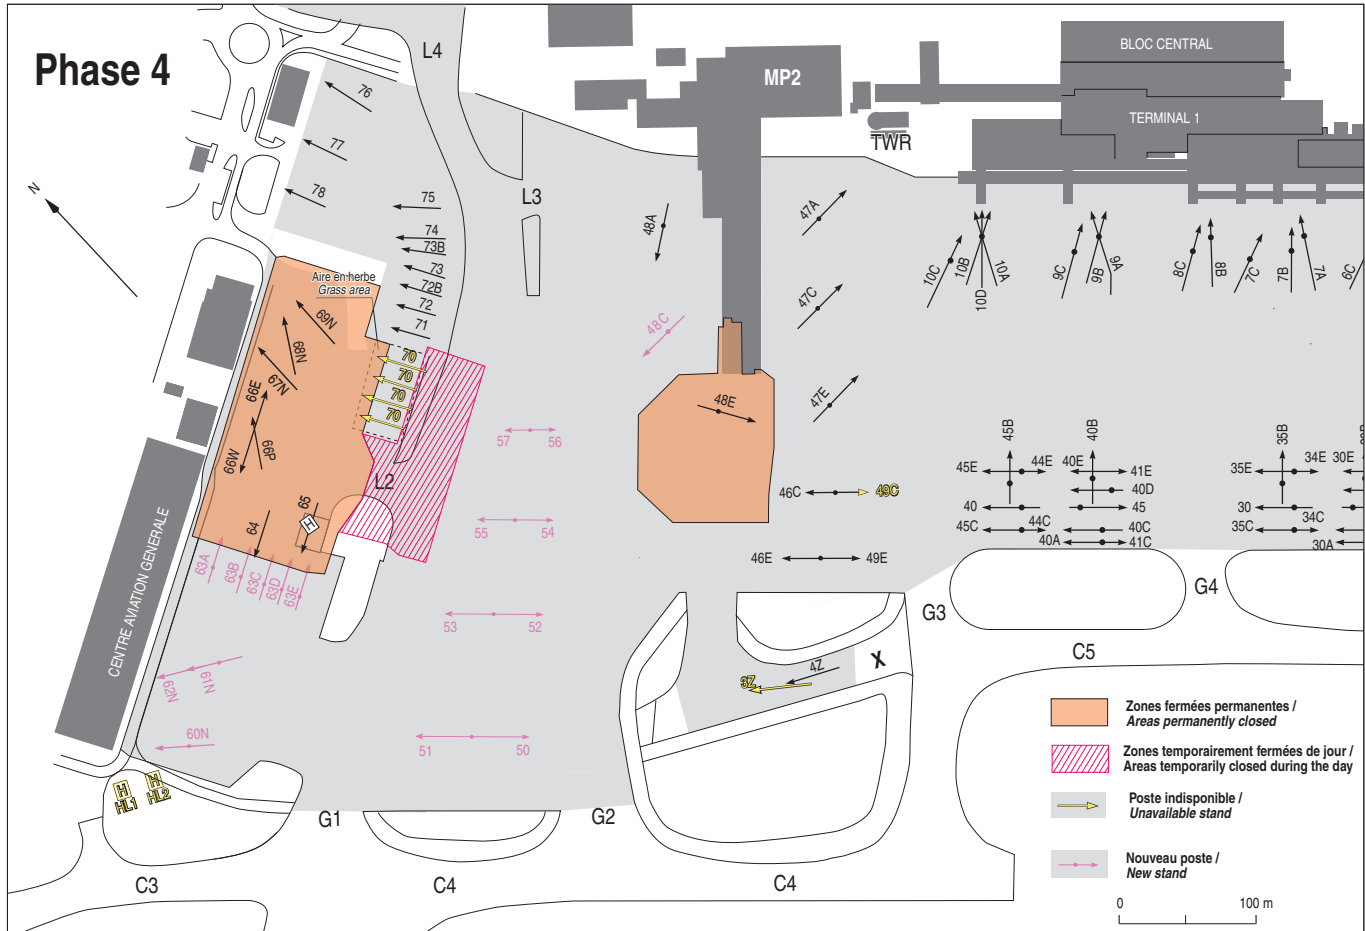 Phase 4
L4
BLOC CENTRAL
MP2
TERMINAL 1
TWR
76
77
78
75
74
73B
73
72B
72
71
L3
N
48A
47A
47C
48C
47E
48E
10C
10B
10D
10A
9C
9B
9A
8C
8B
7C
7B
7A
6C
Aire en herbe
Grass area
69N
68N
67N
66E
66P
66W
65
64
H
70
70
70
70
L2
57
56
55
54
53
52
51
50
63A
63B
63C
63D
63E
62N
61N
60N
CENTRE AVIATION GENERALE
46C
49C
46E
49E
45B
45E
44E
40
45C
44C
40B
40E
41E
40D
45
40C
40A
41C
35B
35E
34E
30
34C
35C
30E
30A
G3
G4
C5
4Z
3Z
X
H
HL1
H
HL2
G1
G2
C3
C4
C4
Zones fermées permanentes /
Areas permanently closed
Zones temporairement fermées de jour /
Areas temporarily closed during the day
Poste indisponible /
Unavailable stand
Nouveau poste /
New stand
0
100 m